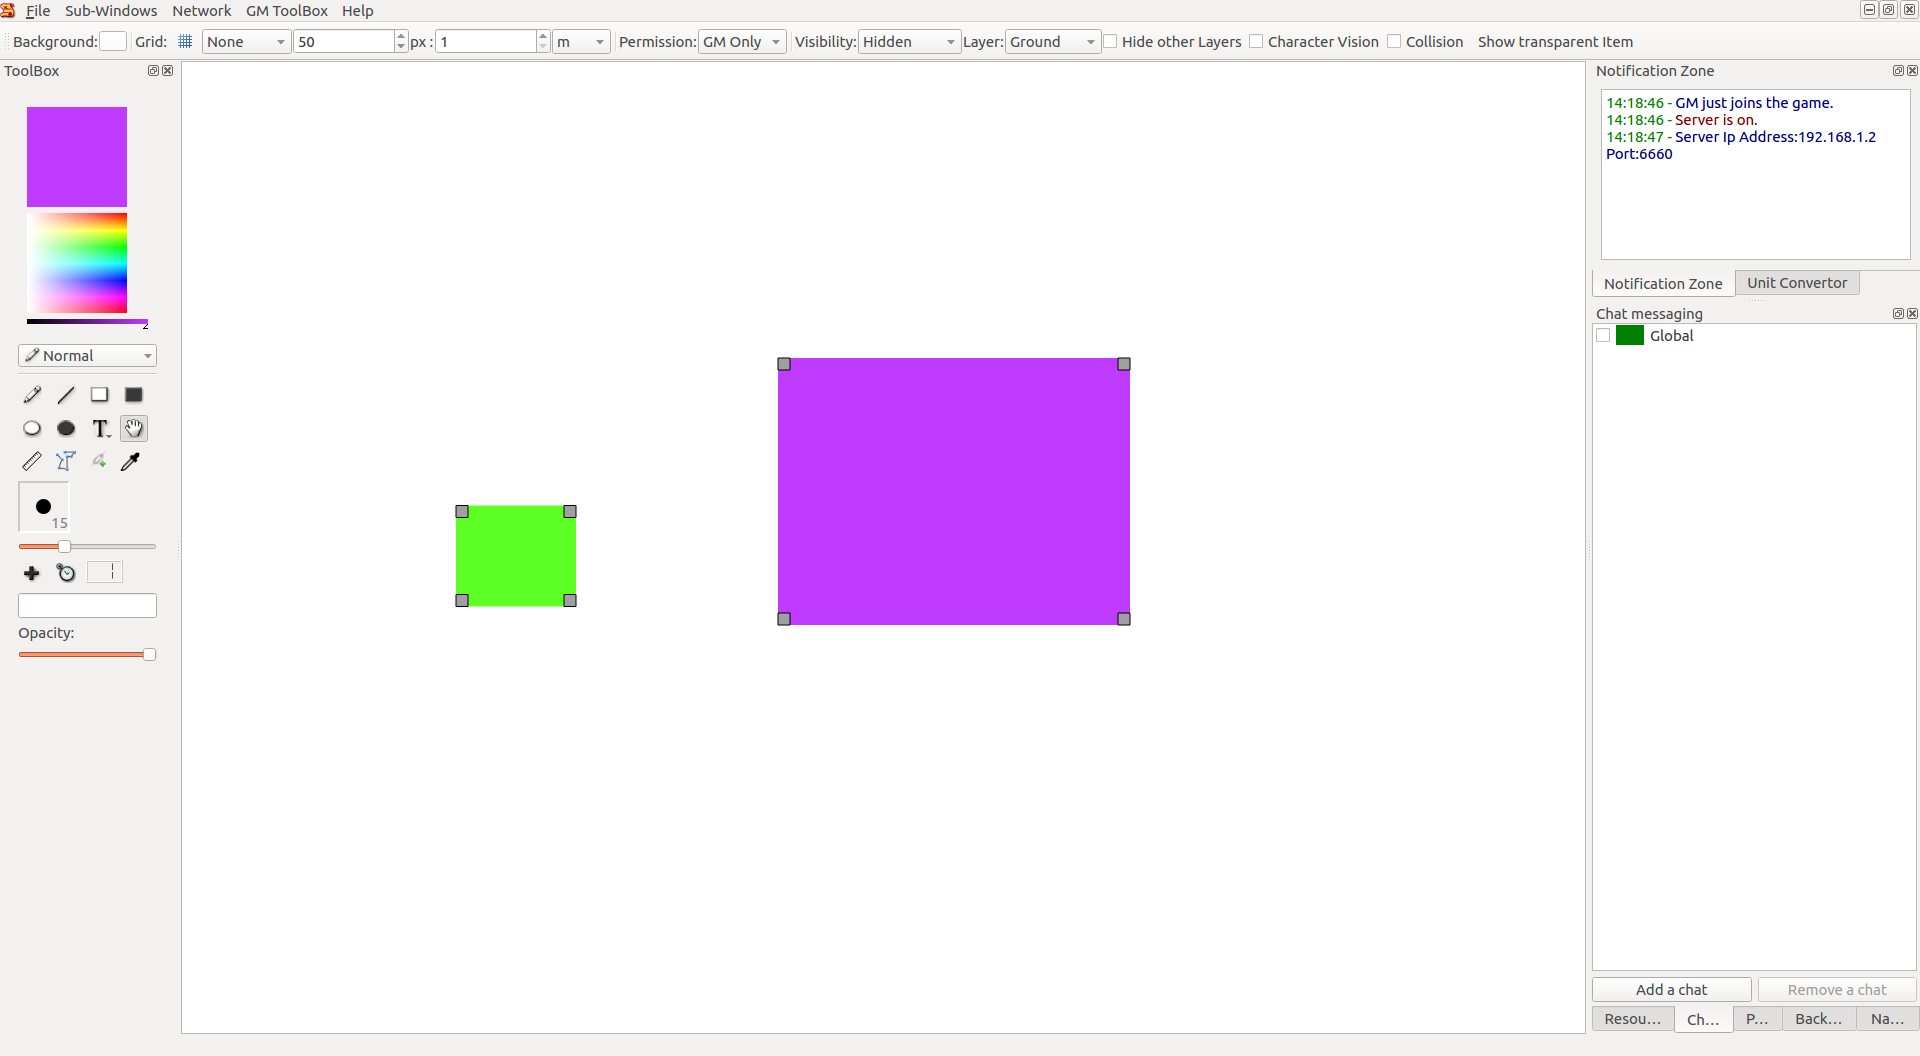 File Sub-Windows Network GM ToolBox Help
Background: Grid: None 50 px : 1 m Permission: GM Only Visibility: Hidden Layer: Ground Hide other Layers Character Vision Collision Show transparent Item
ToolBox
Normal
T
15
Opacity:
Notification Zone
14:18:46 - GM just joins the game.
14:18:46 - Server is on.
14:18:47 - Server Ip Address:192.168.1.2
Port:6660
Notification Zone Unit Convertor
Chat messaging
Global
Add a chat Remove a chat
Resou... Ch... P... Back... Na...